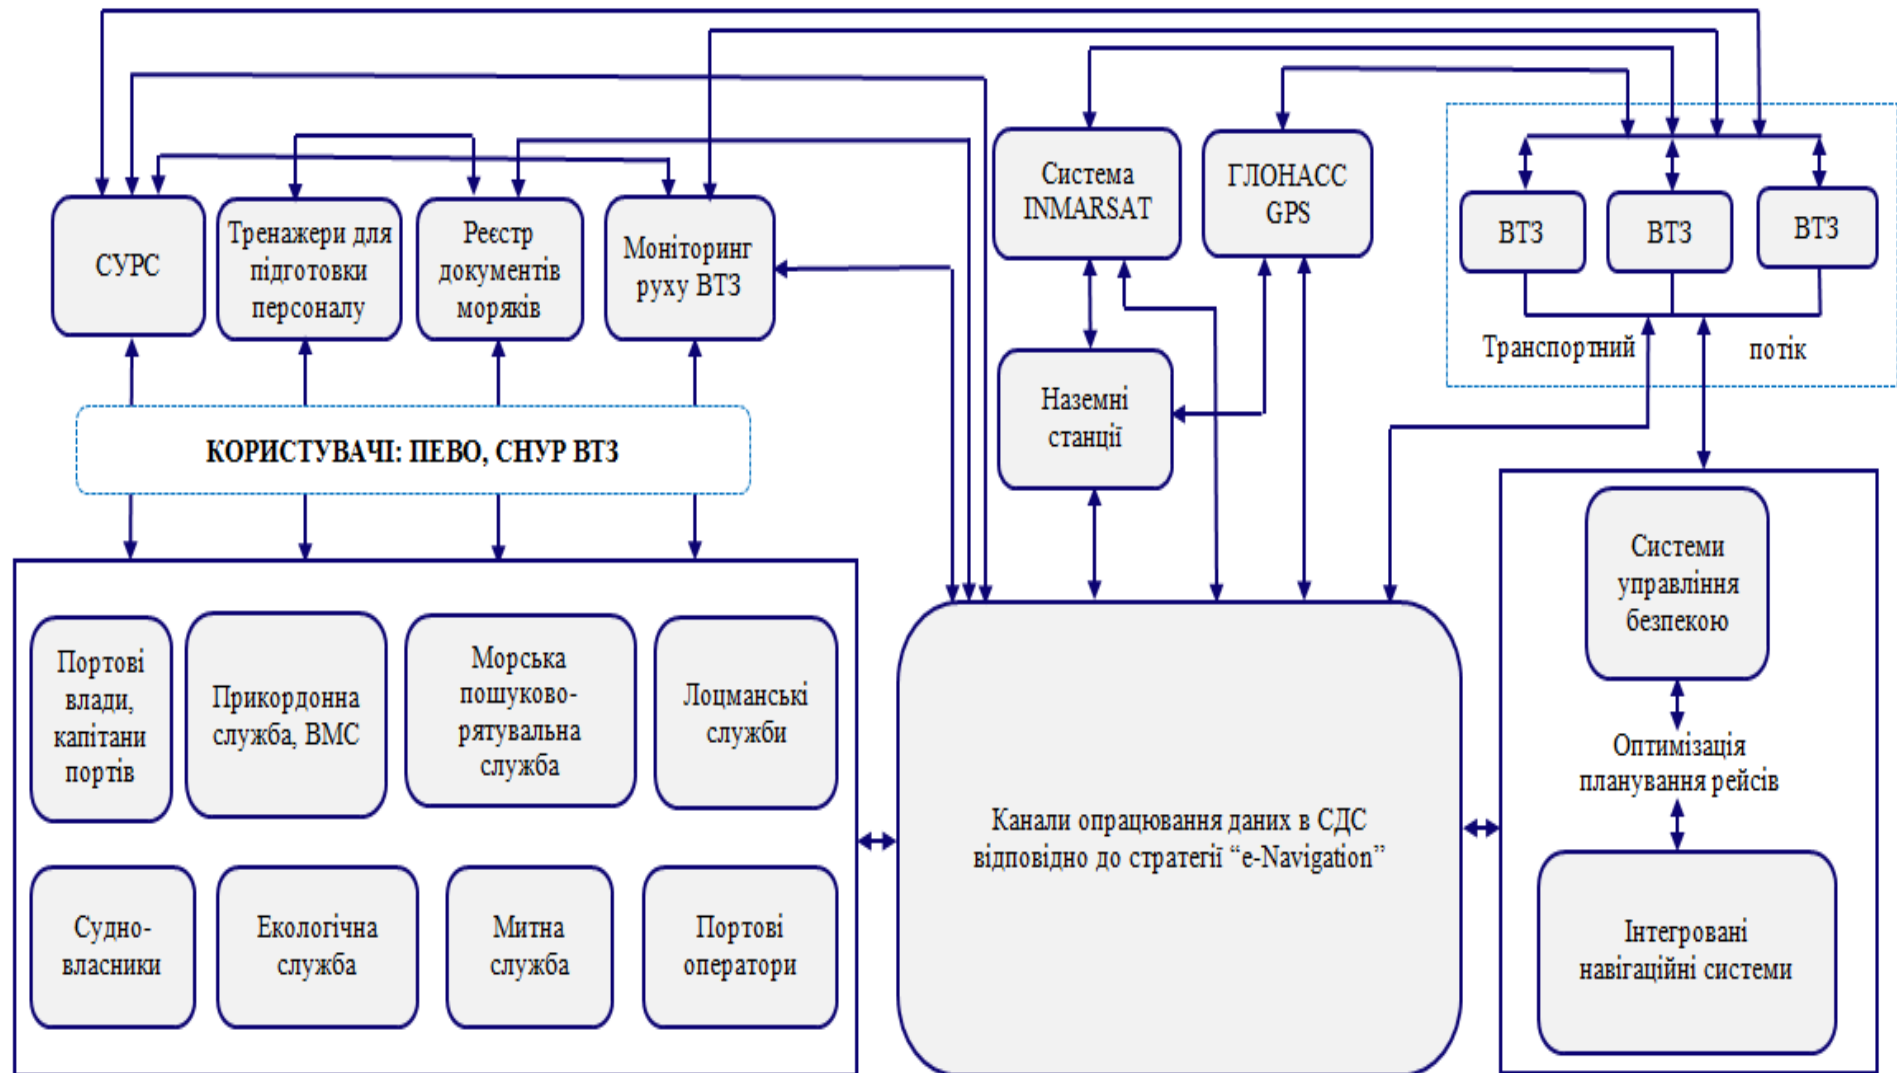 СУРС
Тренажери для
підготовки
персоналу
Реєстр
документів
моряків
Моніторинг
руху ВТЗ
Система
INMARSAT
ГЛОНАСС
GPS
ВТЗ
ВТЗ
ВТЗ
Транспортний
потік
Наземні
станції
КОРИСТУВАЧІ: ПЕВО, СНУР ВТЗ
Портові
влади,
капітани
портів
Прикордонна
служба, ВМС
Морська
пошуково-
рятувальна
служба
Лоцманські
служби
Судно-
власники
Екологічна
служба
Митна
служба
Портові
оператори
Канали опрацювання даних в СДС
відповідно до стратегії “e-Navigation”
Системи
управління
безпекою
Оптимізація
планування рейсів
Інтегровані
навігаційні системи